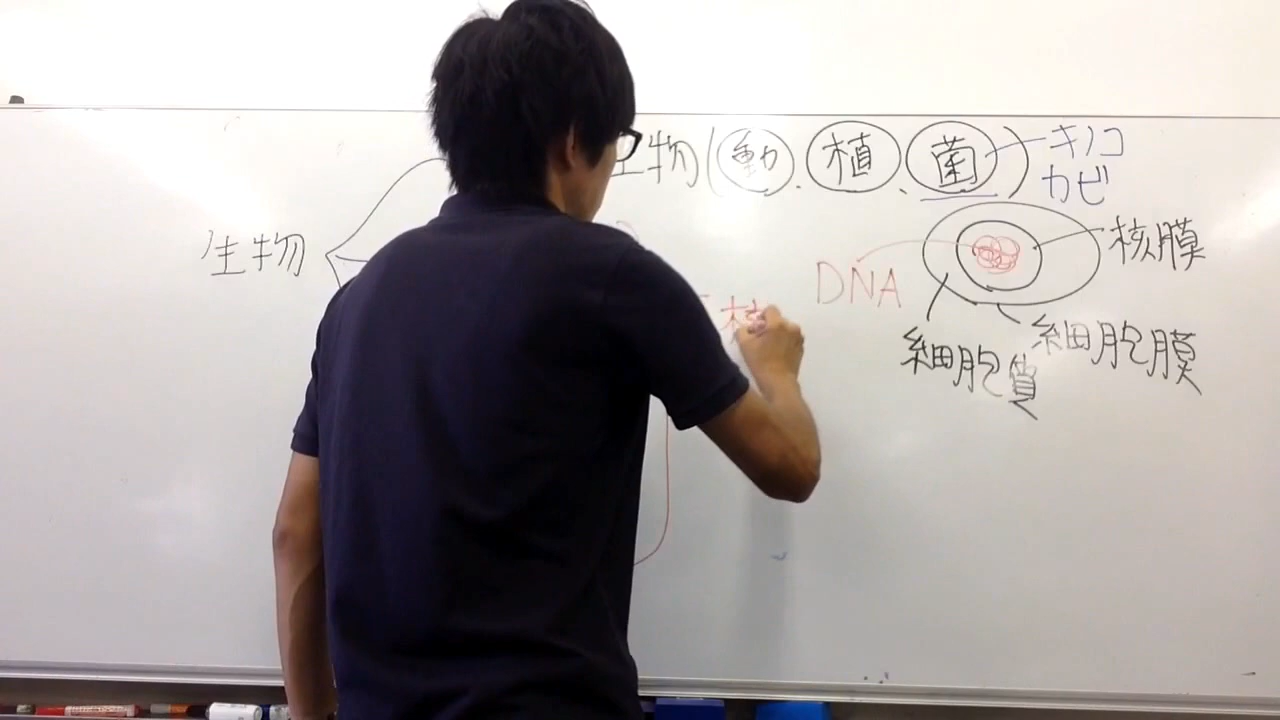 生物(動、植、菌)
キノコ
カビ
生物
核膜
DNA
細胞膜
細胞質